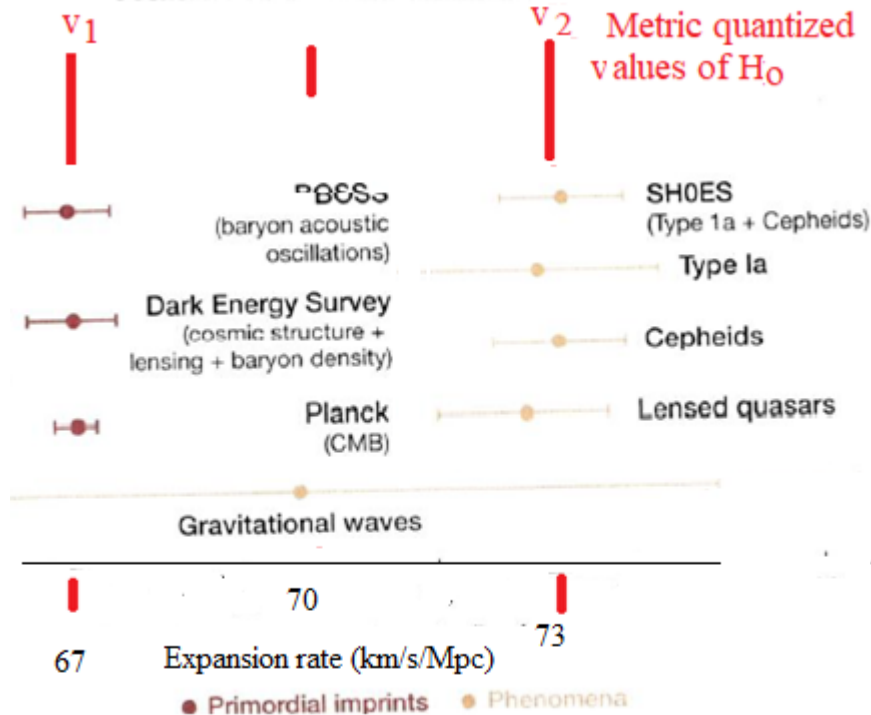 v1
v2
Metric quantized
values of HO
(baryon acoustic
oscillations)
SH0ES
(Type 1a + Cepheids)
Type Ia
Dark Energy Survey
(cosmic structure +
lensing + baryon density)
Cepheids
Planck
(CMB)
Lensed quasars
Gravitational waves
70
67
73
Expansion rate (km/s/Mpc)
Primordial imprints
Phenomena